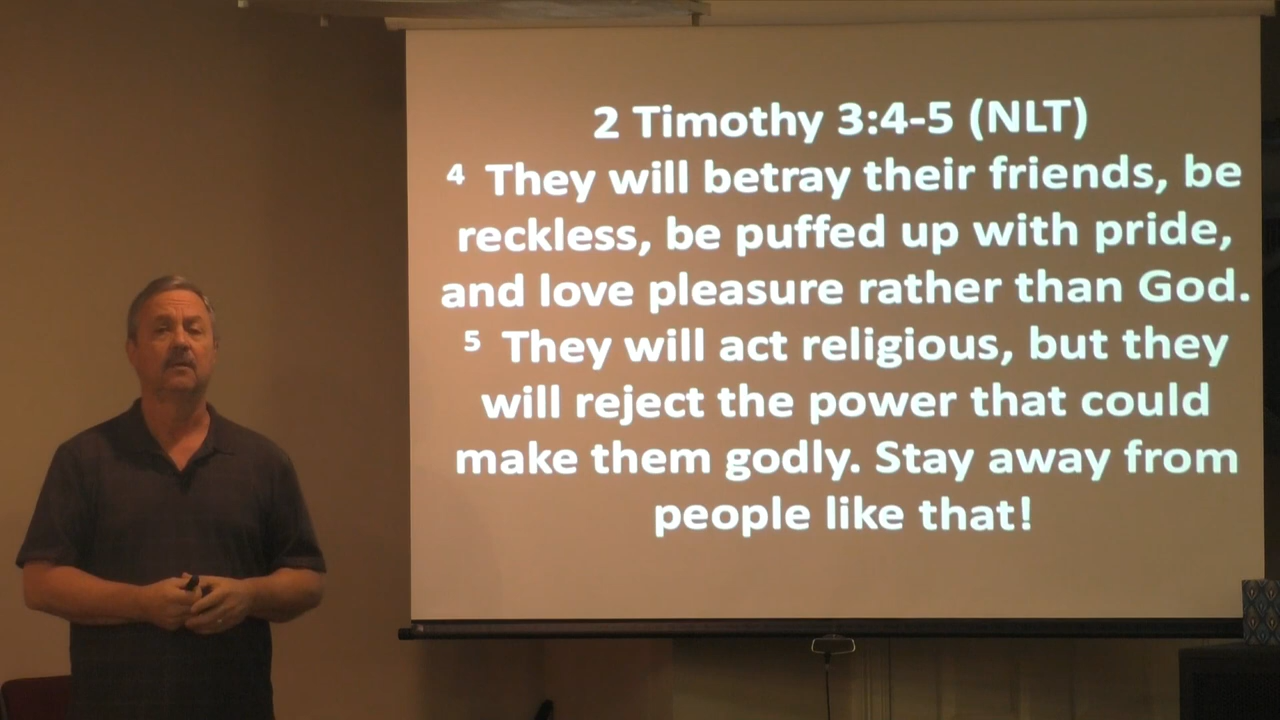 2 Timothy 3:4-5 (NLT)
4 They will betray their friends, be
reckless, be puffed up with pride,
and love pleasure rather than God.
5 They will act religious, but they
will reject the power that could
make them godly. Stay away from
people like that!